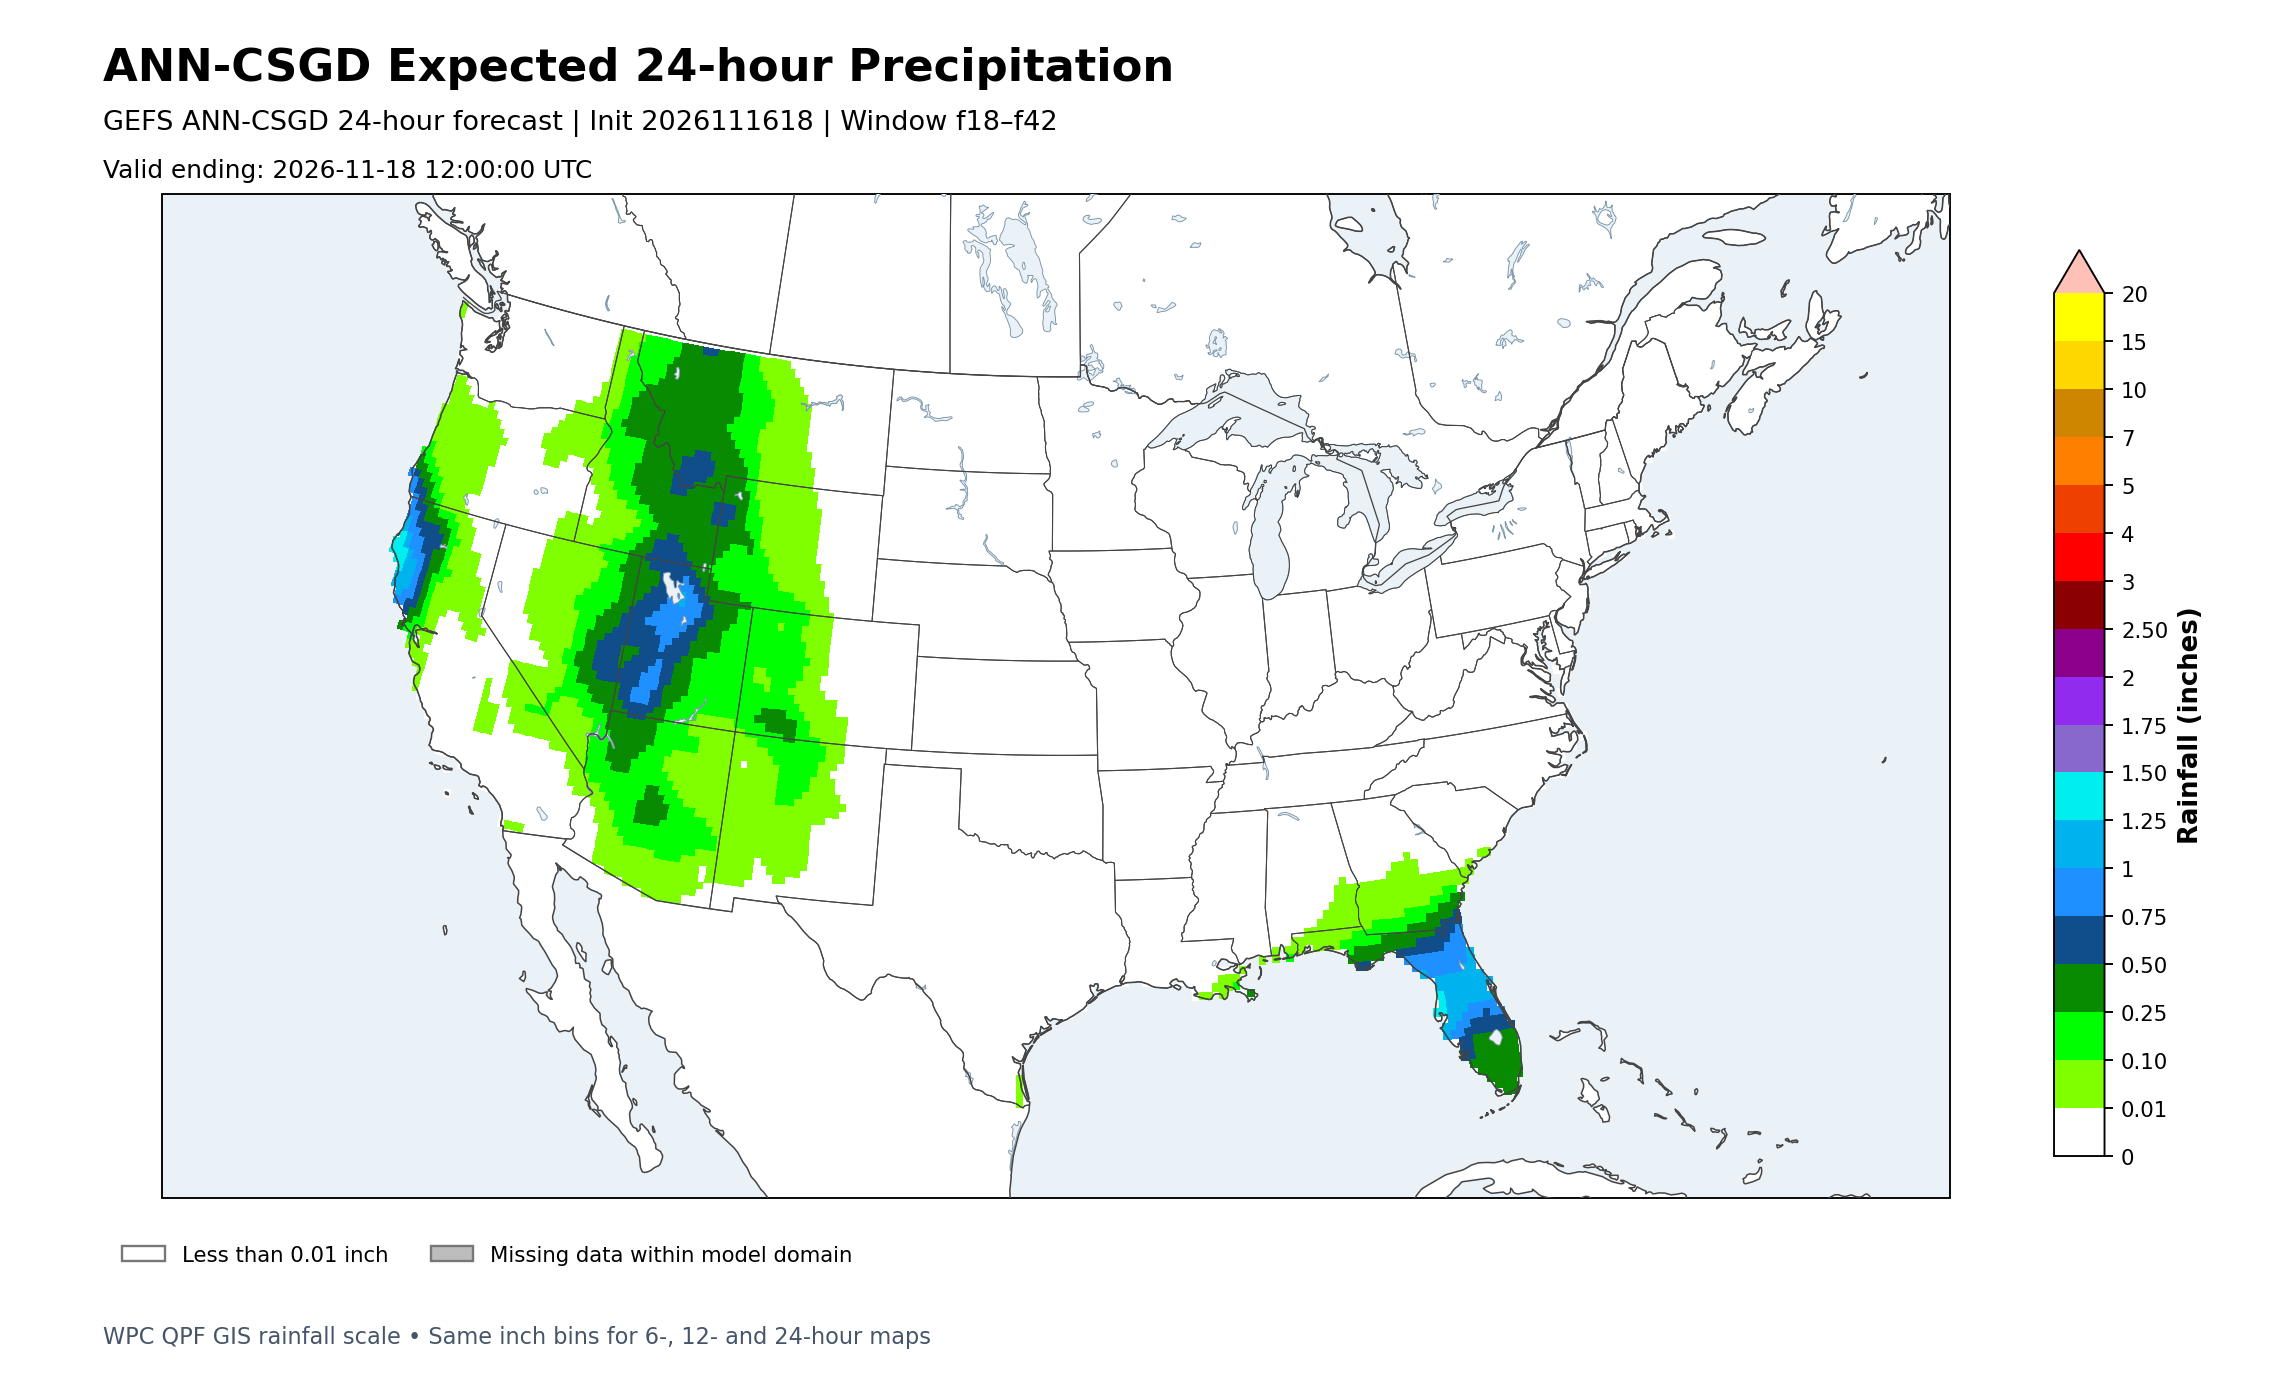 ANN-CSGD Expected 24-hour Precipitation
GEFS ANN-CSGD 24-hour forecast | Init 2026111618 | Window f18–f42
Valid ending: 2026-11-18 12:00:00 UTC
20
15
10
7
5
4
3
2.50
2
1.75
1.50
1.25
1
0.75
0.50
0.25
0.10
0.01
0
Rainfall (inches)
Less than 0.01 inch
Missing data within model domain
WPC QPF GIS rainfall scale • Same inch bins for 6-, 12- and 24-hour maps